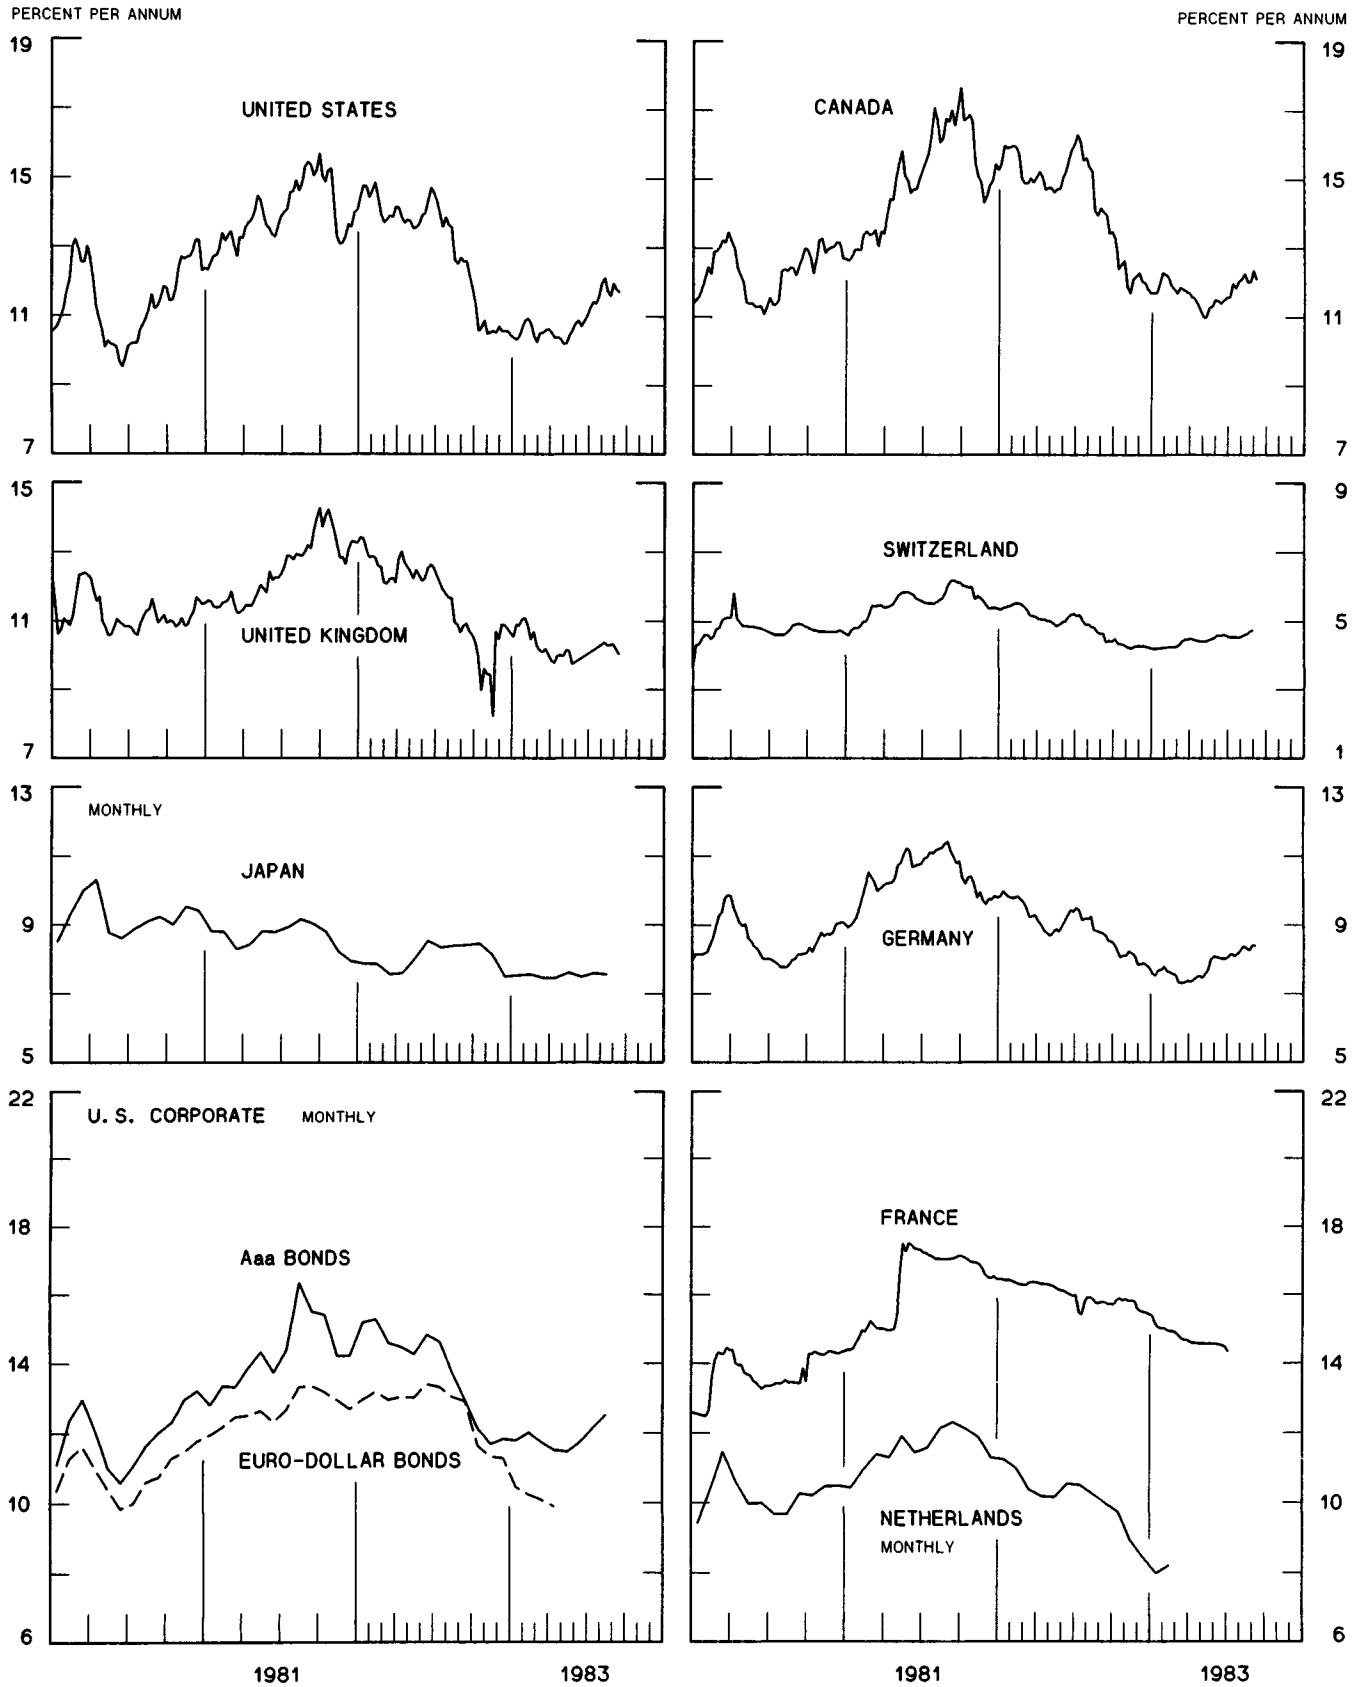 PERCENT PER ANNUM
PERCENT PER ANNUM
19
15
11
7
UNITED STATES
CANADA
19
15
11
7
15
11
7
UNITED KINGDOM
SWITZERLAND
9
5
1
13
9
5
MONTHLY
JAPAN
GERMANY
13
9
5
22
18
14
10
6
U.S. CORPORATE MONTHLY
Aaa BONDS
EURO-DOLLAR BONDS
FRANCE
NETHERLANDS
MONTHLY
22
18
14
10
6
1981 1983
1981 1983